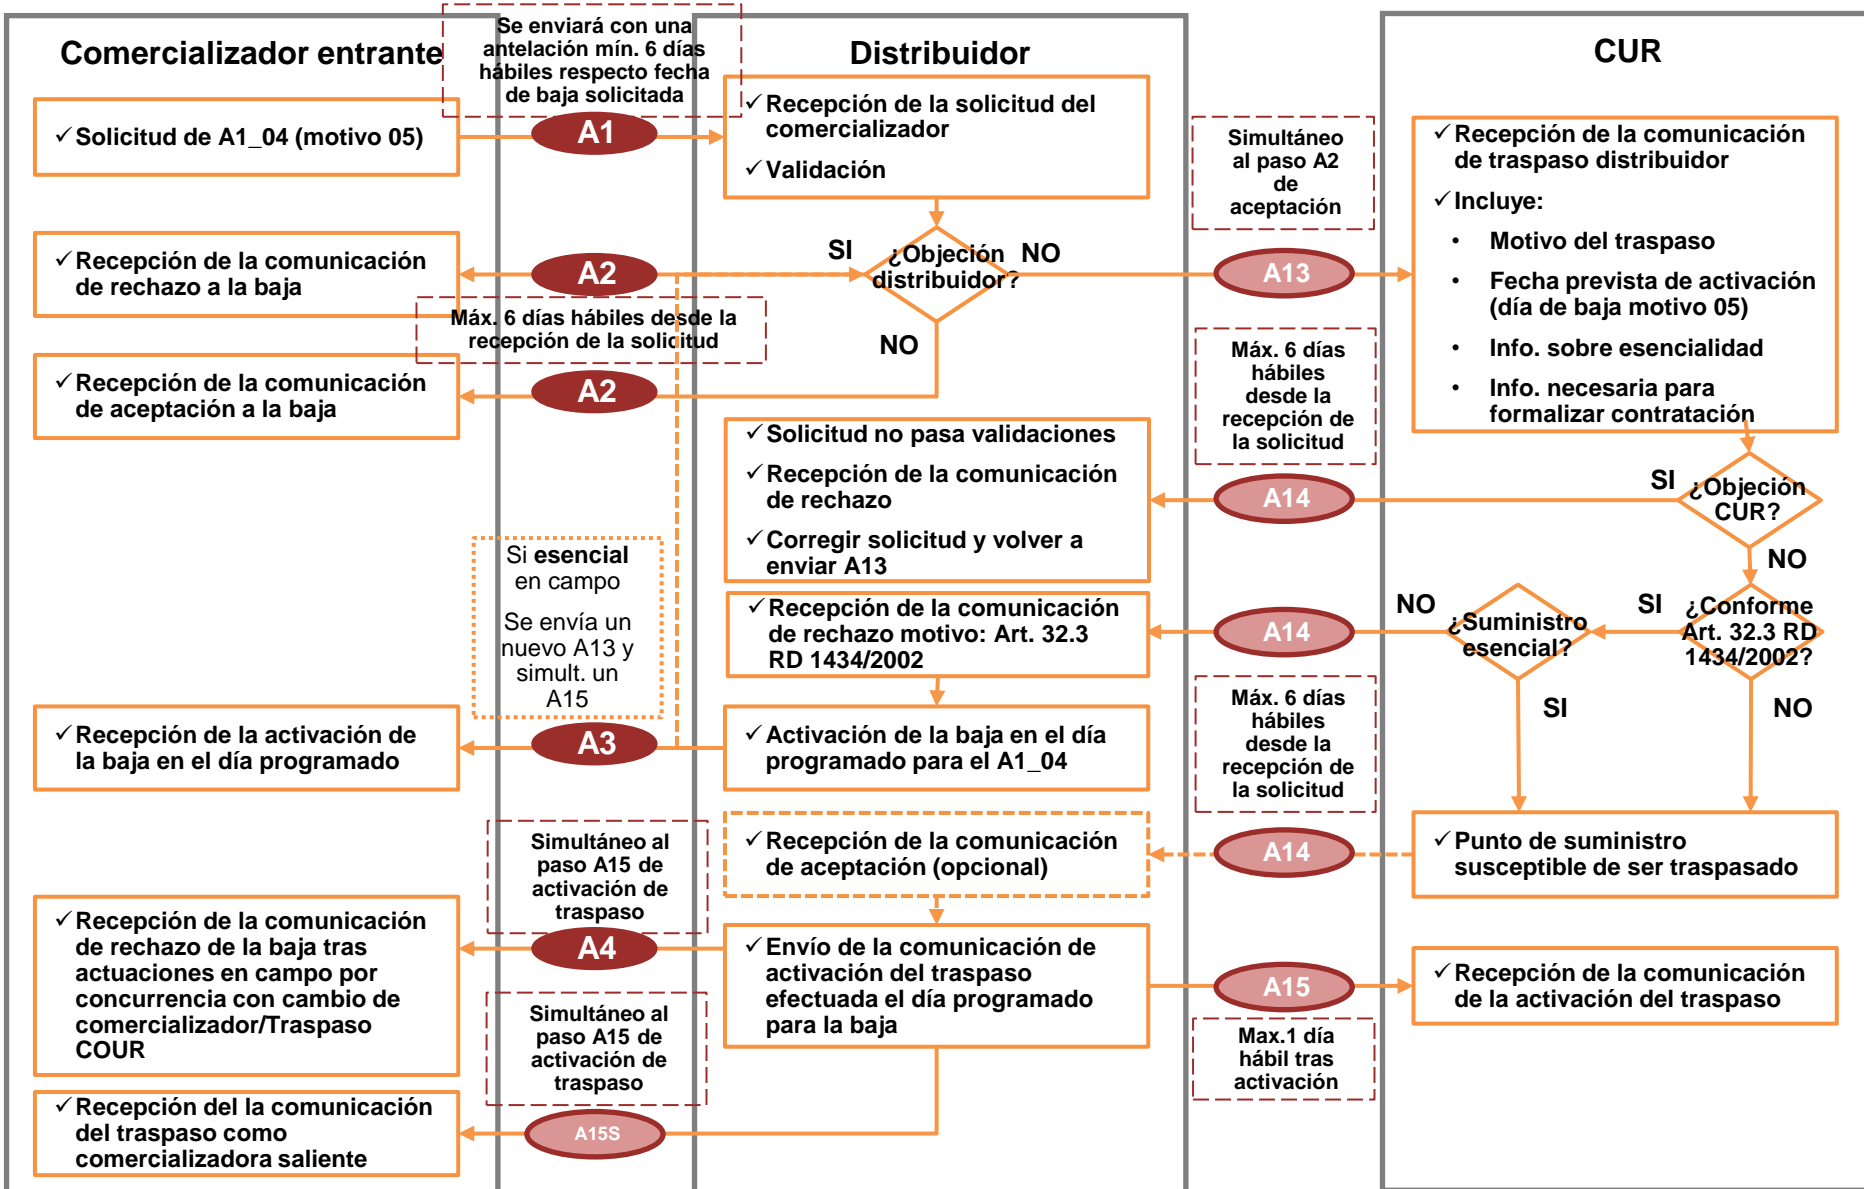 Comercializador entrante
Se enviará con una
antelación mín. 6 días
hábiles respecto fecha
de baja solicitada
Distribuidor
CUR
✓ Solicitud de A1_04 (motivo 05)
A1
✓ Recepción de la solicitud del
comercializador
✓ Validación
Simultáneo
al paso A2
de
aceptación
✓ Recepción de la comunicación
de traspaso distribuidor
✓ Incluye:
• Motivo del traspaso
• Fecha prevista de activación
(día de baja motivo 05)
• Info. sobre esencialidad
• Info. necesaria para
formalizar contratación
✓ Recepción de la comunicación
de rechazo a la baja
A2
SI
¿Objeción
distribuidor?
NO
A13
Máx. 6 días hábiles desde la
recepción de la solicitud
NO
✓ Recepción de la comunicación
de aceptación a la baja
A2
Máx. 6 días
hábiles
desde la
recepción de
la solicitud
✓ Solicitud no pasa validaciones
✓ Recepción de la comunicación
de rechazo
✓ Corregir solicitud y volver a
enviar A13
A14
SI
¿Objeción
CUR?
NO
Si esencial
en campo
Se envía un
nuevo A13 y
simult. un
A15
✓ Recepción de la comunicación
de rechazo motivo: Art. 32.3
RD 1434/2002
A14
NO
¿Suministro
esencial?
SI
¿Conforme
Art. 32.3 RD
1434/2002?
SI
NO
Máx. 6 días
hábiles
desde la
recepción de
la solicitud
✓ Recepción de la activación de
la baja en el día programado
A3
✓ Activación de la baja en el día
programado para el A1_04
Simultáneo al
paso A15 de
activación de
traspaso
✓ Recepción de la comunicación
de aceptación (opcional)
A14
✓ Punto de suministro
susceptible de ser traspasado
✓ Recepción de la comunicación
de rechazo de la baja tras
actuaciones en campo por
concurrencia con cambio de
comercializador/Traspaso
COUR
A4
✓ Envío de la comunicación de
activación del traspaso
efectuada el día programado
para la baja
A15
✓ Recepción de la comunicación
de la activación del traspaso
Simultáneo al
paso A15 de
activación de
traspaso
Max.1 día
hábil tras
activación
✓ Recepción del la comunicación
del traspaso como
comercializadora saliente
A15S